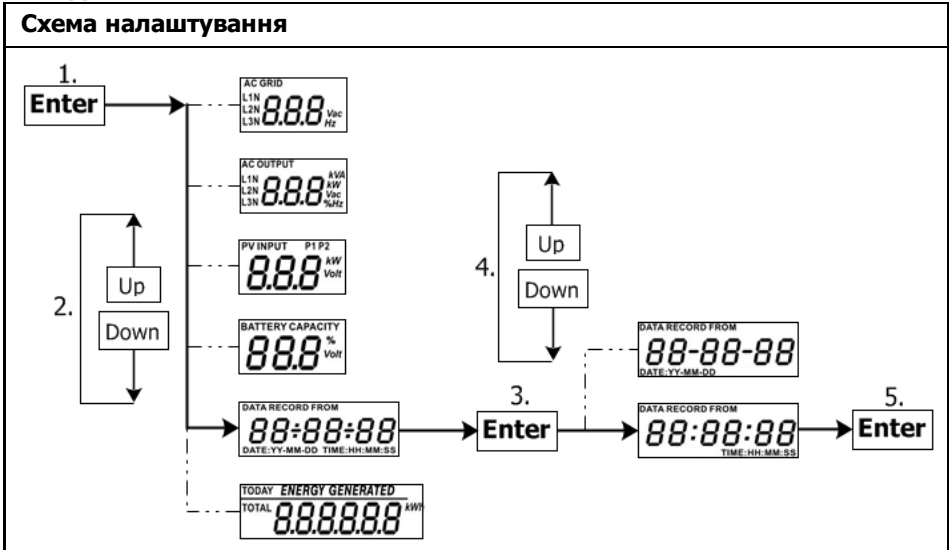 Схема налаштування
1.
Enter
AC GRID
L1N
L2N
L3N
8.8.8
Vac
Hz
AC OUTPUT
L1N
L2N
L3N
8.8.8
kVA
kW
Vac
%Hz
PV INPUT P1 P2
8.8.8
kW
Volt
2.
Up
Down
BATTERY CAPACITY
88.8
%
Volt
DATA RECORD FROM
88÷88÷88
DATE:YY-MM-DD TIME:HH:MM:SS
TODAY ENERGY GENERATED
TOTAL
8.8.8.8.8.8
kWh
3.
Enter
4.
Up
Down
DATA RECORD FROM
88-88-88
DATE:YY-MM-DD
DATA RECORD FROM
88:88:88
TIME:HH:MM:SS
5.
Enter